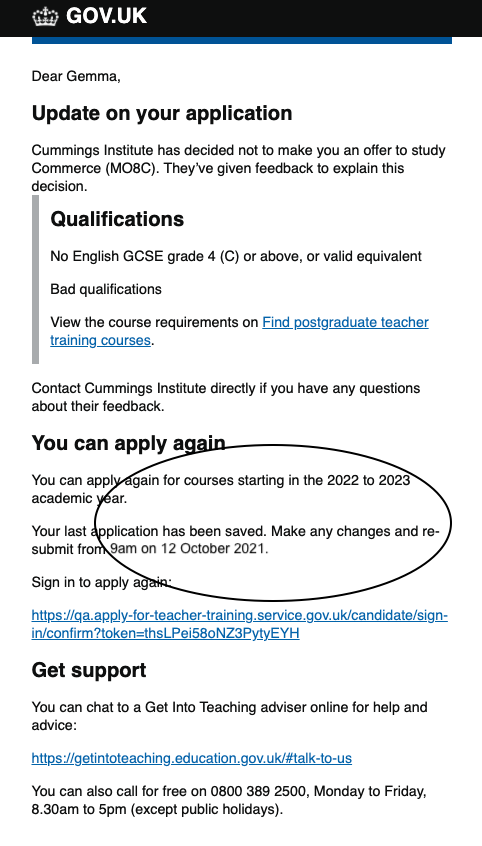 GOV.UK
Dear Gemma,
Update on your application
Cummings Institute has decided not to make you an offer to study
Commerce (MO8C). They’ve given feedback to explain this
decision.
Qualifications
No English GCSE grade 4 (C) or above, or valid equivalent
Bad qualifications
View the course requirements on Find postgraduate teacher
training courses.
Contact Cummings Institute directly if you have any questions
about their feedback.
You can apply again
You can apply again for courses starting in the 2022 to 2023
academic year.
Your last application has been saved. Make any changes and re-
submit from 9am on 12 October 2021.
Sign in to apply again:
https://qa.apply-for-teacher-training.service.gov.uk/candidate/sign-
in/confirm?token=thsLPei58oNZ3PytyEYH
Get support
You can chat to a Get Into Teaching adviser online for help and
advice:
https://getintoteaching.education.gov.uk/#talk-to-us
You can also call for free on 0800 389 2500, Monday to Friday,
8.30am to 5pm (except public holidays).